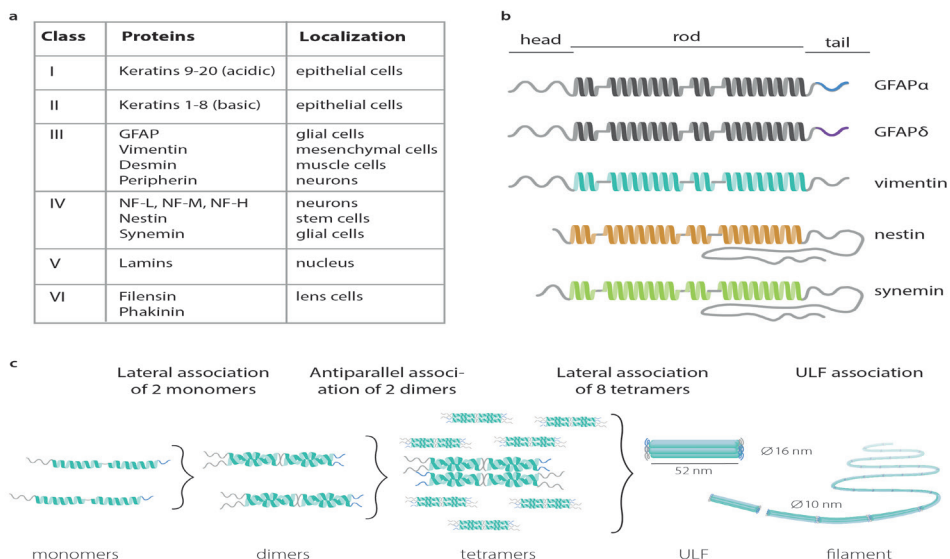 a
Class Proteins Localization
I Keratins 9-20 (acidic) epithelial cells
II Keratins 1-8 (basic) epithelial cells
III GFAP glial cells
Vimentin mesenchymal cells
Desmin muscle cells
Peripherin neurons
IV NF-L, NF-M, NF-H neurons
Nestin stem cells
Synemin glial cells
V Lamins nucleus
VI Filensin lens cells
Phakinin
b
head rod tail
GFAPα
GFAPδ
vimentin
nestin
synemin
c
Lateral association
of 2 monomers
Antiparallel associ-
ation of 2 dimers
Lateral association
of 8 tetramers
ULF association
52 nm
Ø16 nm
Ø10 nm
monomers dimers tetramers ULF filament